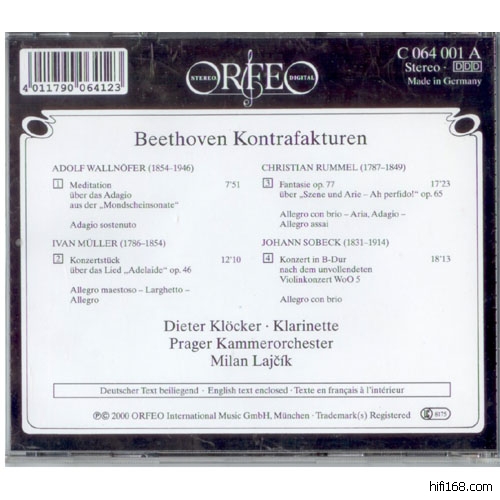 4 011790 064123
STEREO
DIGITAL
ORFEO
C 064 001 A
Stereo · DDD
Made in Germany
Beethoven Kontrafakturen
ADOLF WALLNÖFER (1854–1946)
1 Meditation 7'51
über das Adagio
aus der „Mondscheinsonate“
Adagio sostenuto
IVAN MÜLLER (1786–1854)
2 Konzertstück 12'10
über das Lied „Adelaide“ op. 46
Allegro maestoso – Larghetto –
Allegro
CHRISTIAN RUMMEL (1787–1849)
3 Fantasie op. 77 17'23
über „Szene und Arie – Ah perfido!“ op. 65
Allegro con brio – Aria, Adagio –
Allegro assai
JOHANN SOBECK (1831–1914)
4 Konzert in B-Dur 18'13
nach dem unvollendeten
Violinkonzert WoO 5
Allegro con brio
Dieter Klöcker · Klarinette
Prager Kammerorchester
Milan Lajčík
Deutscher Text beiliegend · English text enclosed · Texte en français à l'intérieur
℗© 2000 ORFEO International Music GmbH, München · Trademark(s) Registered
8175
hifi168.com